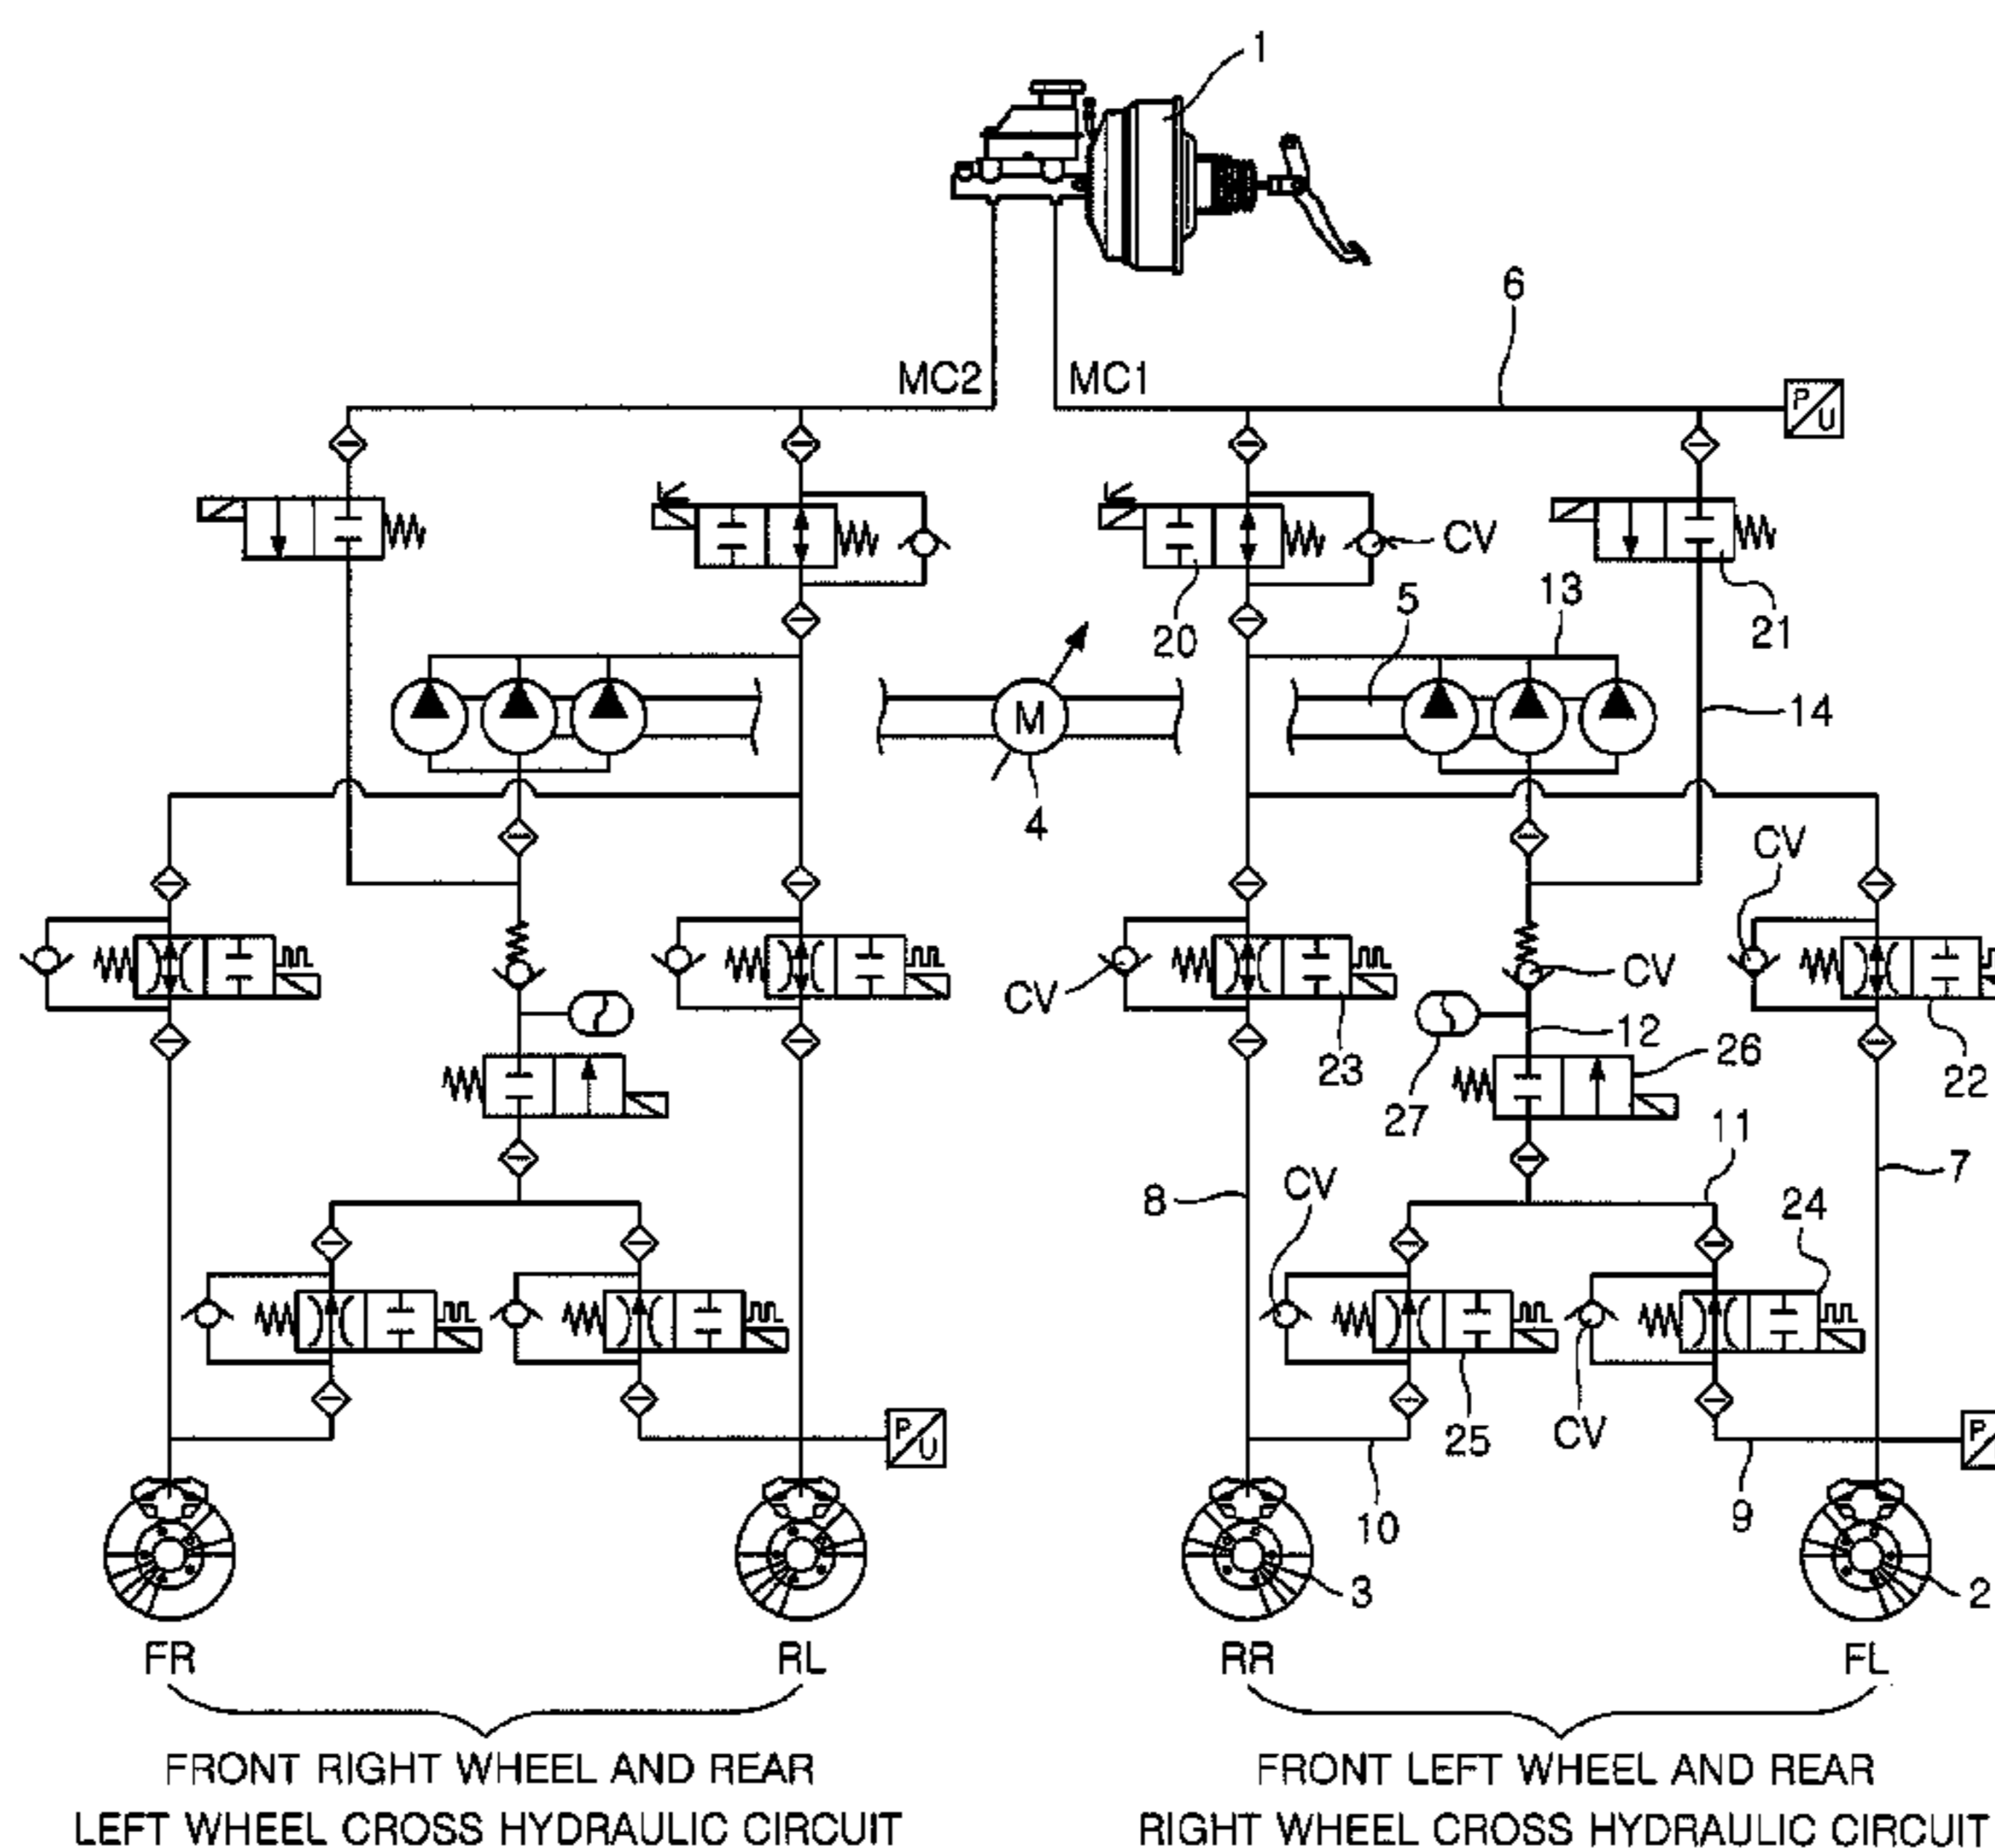 1
6
MC2 MC1
P/U
CV
20
5
13
21
M
14
4
CV
CV
CV
12
26
23
22
27
11
8
7
CV
24
25
CV
P/U
P
10
9
3
2
FR RL RR FL
FRONT RIGHT WHEEL AND REAR
LEFT WHEEL CROSS HYDRAULIC CIRCUIT
FRONT LEFT WHEEL AND REAR
RIGHT WHEEL CROSS HYDRAULIC CIRCUIT